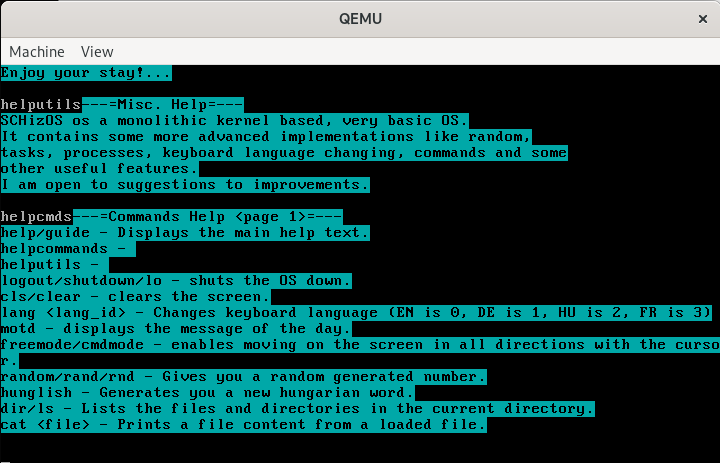 QEMU
Machine View
Enjoy your stay!...
helputils---=Misc. Help=---
SCHizOS os a monolithic kernel based, very basic OS.
It contains some more advanced implementations like random,
tasks, processes, keyboard language changing, commands and some
other useful features.
I am open to suggestions to improvements.
helpcmds---=Commands Help <page 1>=---
help/guide - Displays the main help text.
helpcommands -
helputils -
logout/shutdown/lo - shuts the OS down.
cls/clear - clears the screen.
lang <lang_id> - Changes keyboard language (EN is 0, DE is 1, HU is 2, FR is 3)
motd - displays the message of the day.
freemode/cmdmode - enables moving on the screen in all directions with the curso
r.
random/rand/rnd - Gives you a random generated number.
hunglish - Generates you a new hungarian word.
dir/ls - Lists the files and directories in the current directory.
cat <file> - Prints a file content from a loaded file.